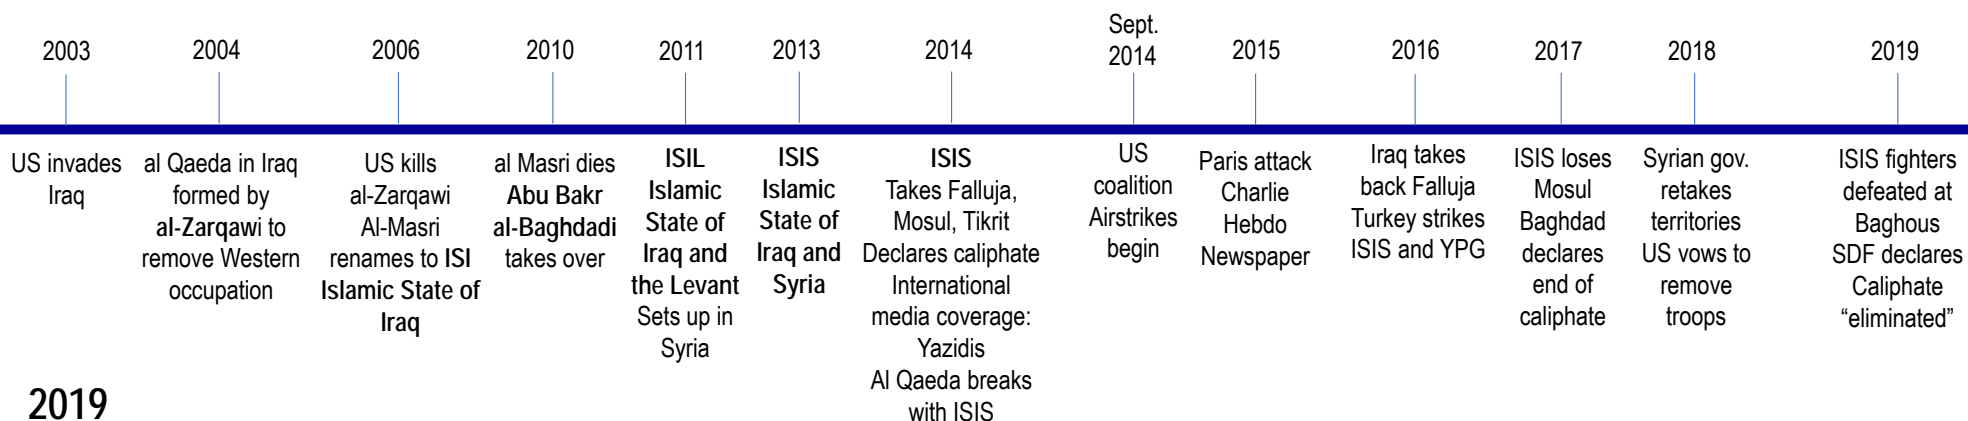 2003
US invades
Iraq
2004
al Qaeda in Iraq
formed by
al-Zarqawi to
remove Western
occupation
2006
US kills
al-Zarqawi
Al-Masri
renames to ISI
Islamic State of
Iraq
2010
al Masri dies
Abu Bakr
al-Baghdadi
takes over
2011
ISIL
Islamic
State of
Iraq and
the Levant
Sets up in
Syria
2013
ISIS
Islamic
State of
Iraq and
Syria
2014
ISIS
Takes Falluja,
Mosul, Tikrit
Declares caliphate
International
media coverage:
Yazidis
Al Qaeda breaks
with ISIS
Sept.
2014
US
coalition
Airstrikes
begin
2015
Paris attack
Charlie
Hebdo
Newspaper
2016
Iraq takes
back Falluja
Turkey strikes
ISIS and YPG
2017
ISIS loses
Mosul
Baghdad
declares
end of
caliphate
2018
Syrian gov.
retakes
territories
US vows to
remove
troops
2019
ISIS fighters
defeated at
Baghous
SDF declares
Caliphate
“eliminated”
2019